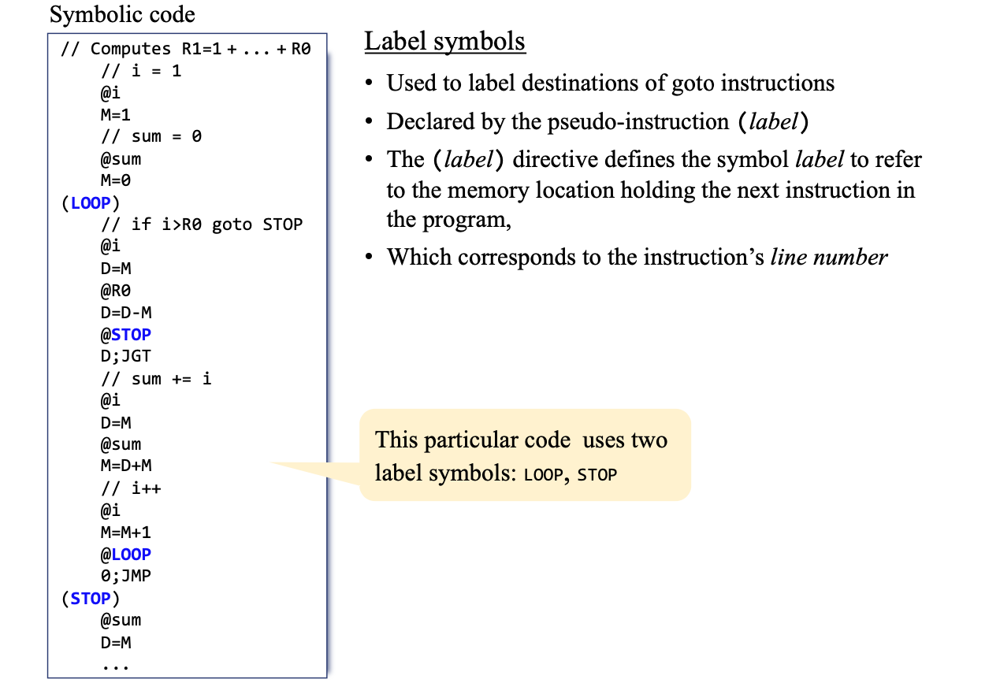 Symbolic code
// Computes R1=1 + ... + R0
// i = 1
@i
M=1
// sum = 0
@sum
M=0
(LOOP)
// if i>R0 goto STOP
@i
D=M
@R0
D=D-M
@STOP
D;JGT
// sum += i
@i
D=M
@sum
M=D+M
// i++
@i
M=M+1
@LOOP
0;JMP
(STOP)
@sum
D=M
...
Label symbols
• Used to label destinations of goto instructions
• Declared by the pseudo-instruction (label)
• The (label) directive defines the symbol label to refer
to the memory location holding the next instruction in
the program,
• Which corresponds to the instruction’s line number
This particular code uses two
label symbols: LOOP, STOP